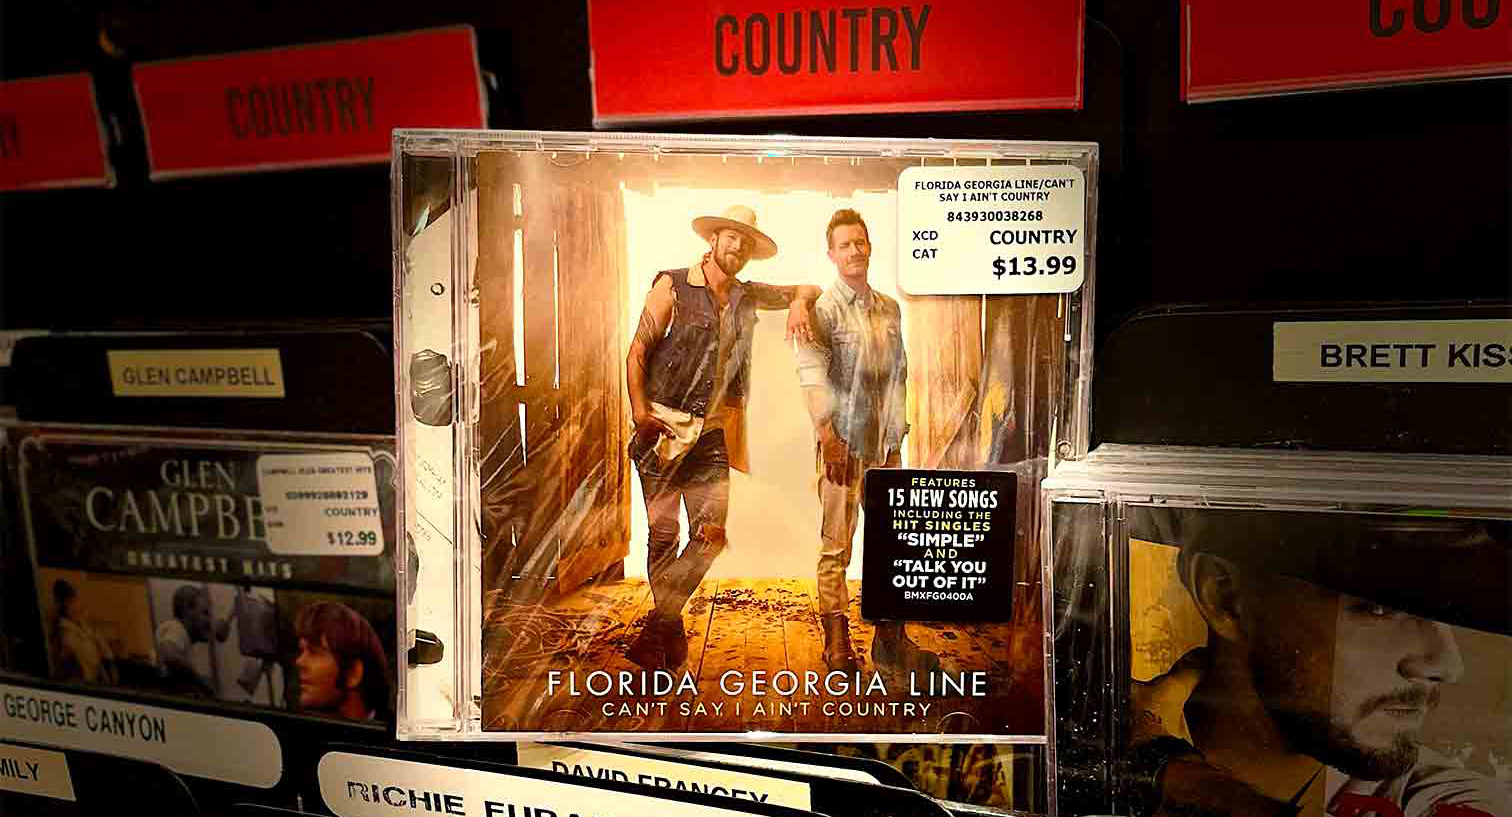 COUNTRY
COUNTRY
FLORIDA GEORGIA LINE/CAN'T
SAY I AIN'T COUNTRY
843930038268
XCD COUNTRY
CAT $13.99
GLEN CAMPBELL
BRETT KIS
GLEN
CAMPBE
GREATEST HITS
COUNTRY
$12.99
FEATURES
15 NEW SONGS
INCLUDING THE
HIT SINGLES
"SIMPLE"
AND
"TALK YOU
OUT OF IT"
BMXFG0400A
FLORIDA GEORGIA LINE
CAN'T SAY I AIN'T COUNTRY
GEORGE CANYON
MILY
DAVID FRANCEY
RICHIE